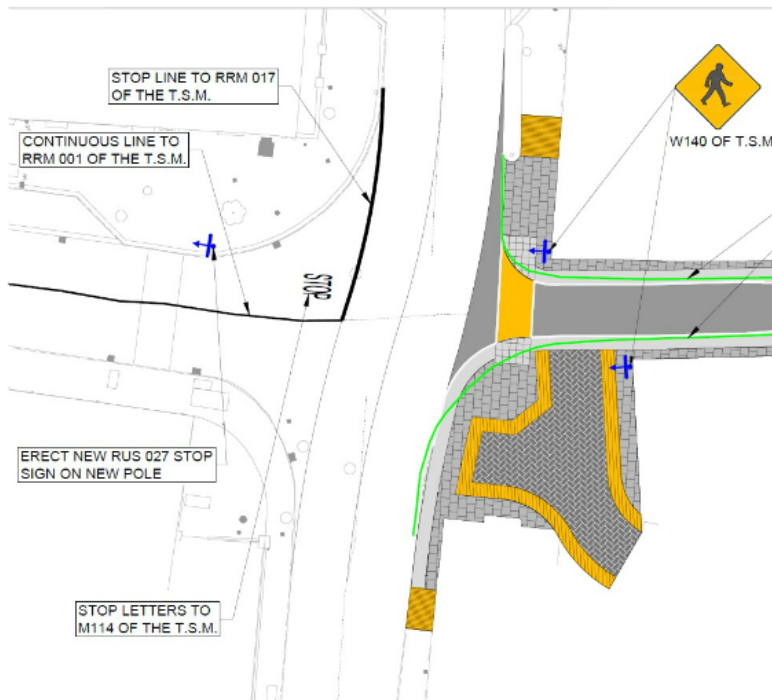 STOP LINE TO RRM 017
OF THE T.S.M.
CONTINUOUS LINE TO
RRM 001 OF THE T.S.M.
W140 OF T.S.M
STOP
ERECT NEW RUS 027 STOP
SIGN ON NEW POLE
STOP LETTERS TO
M114 OF THE T.S.M.